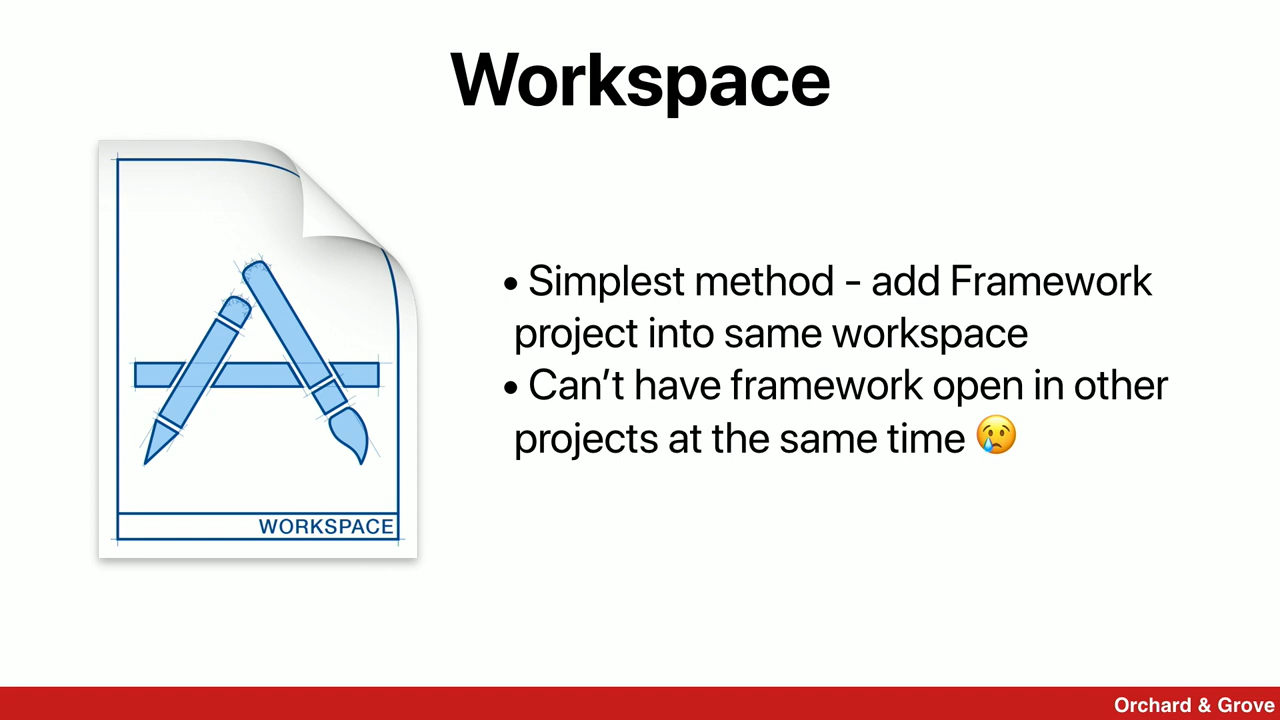 Workspace
• Simplest method - add Framework
project into same workspace
• Can’t have framework open in other
projects at the same time 😢
WORKSPACE
Orchard & Grove